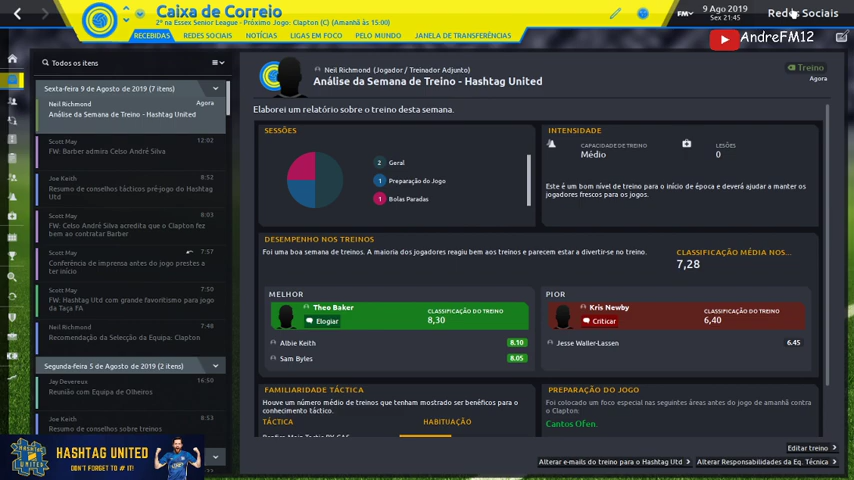 Caixa de Correio
2º na Essex Senior League - Próximo Jogo: Clapton (C) (Amanhã às 15:00)
RECEBIDAS REDES SOCIAIS NOTÍCIAS LIGAS EM FOCO PELO MUNDO JANELA DE TRANSFERÊNCIAS
FM
9 Ago 2019
Sex 21:45
Redes Sociais
AndreFM12
Todos os itens
Sexta-feira 9 de Agosto de 2019 (7 itens)
Neil Richmond Agora
Análise da Semana de Treino - Hashtag United
Scott May 12:02
FW: Barber admira Celso André Silva
Joe Keith 8:52
Resumo de conselhos tácticos pré-jogo do Hashtag
Utd
Scott May 8:03
FW: Celso André Silva acredita que o Clapton fez
bem ao contratar Barber
Scott May 7:57
Conferência de imprensa antes do jogo prestes a
ter início
Scott May 7:50
FW: Hashtag Utd com grande favoritismo para jogo
da Taça FA
Neil Richmond 7:48
Recomendação da Selecção da Equipa: Clapton
Segunda-feira 5 de Agosto de 2019 (2 itens)
Jay Devereus 16:50
Reunião com Equipa de Olheiros
Joe Keith 8:53
Resumo de conselhos sobre treinos
HASHTAG UNITED
DON'T FORGET TO # IT!
HASHTAG
UNITED
Neil Richmond (Jogador / Treinador Adjunto)
Análise da Semana de Treino - Hashtag United
Treino
Agora
Elaborei um relatório sobre o treino desta semana.
SESSÕES
2 Geral
1 Preparação do Jogo
1 Bolas Paradas
INTENSIDADE
CAPACIDADE DE TREINO
Médio
LESÕES
0
Este é um bom nível de treino para o início de época e deverá ajudar a manter os
jogadores frescos para os jogos.
DESEMPENHO NOS TREINOS
Foi uma boa semana de treinos. A maioria dos jogadores reagiu bem aos treinos e parecem estar a divertir-se no treino.
CLASSIFICAÇÃO MÉDIA NOS...
7,28
MELHOR
Theo Baker
Elogiar
CLASSIFICAÇÃO DO TREINO
8,30
Albie Keith 8.10
Sam Byles 8.05
PIOR
Kris Newby
Criticar
CLASSIFICAÇÃO DO TREINO
6,40
Jesse Waller-Lassen 6.45
FAMILIARIDADE TÁCTICA
Houve um número médio de treinos que tenham mostrado ser benéficos para o
conhecimento táctico.
TÁCTICA HABITUAÇÃO
PREPARAÇÃO DO JOGO
Foi colocado um foco especial nas seguintes áreas antes do jogo de amanhã contra
o Clapton:
Cantos Ofen.
Editar treino
Alterar e-mails do treino para o Hashtag Utd
Alterar Responsabilidades da Eq. Técnica